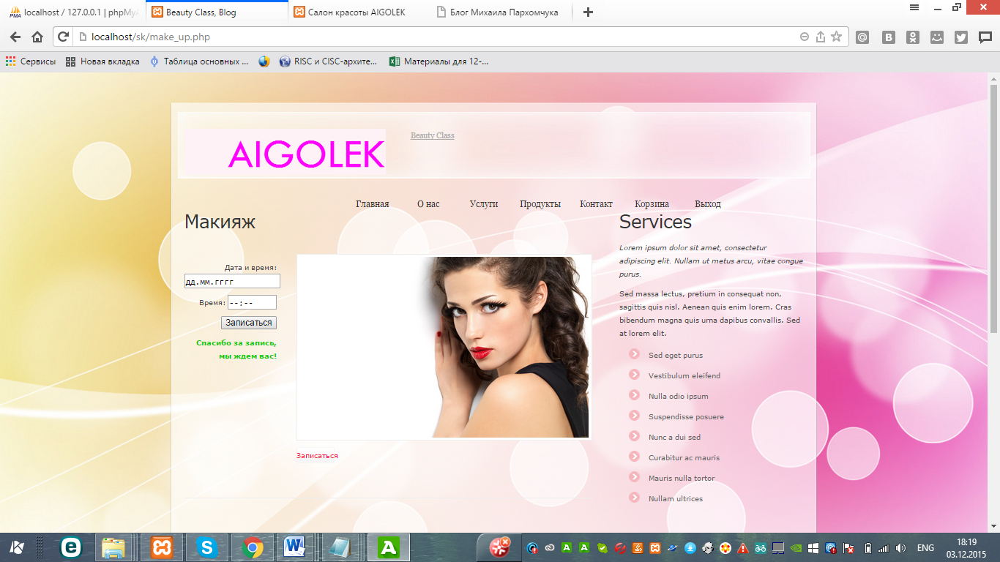 localhost / 127.0.0.1 | phpMyA
Beauty Class, Blog
Салон красоты AIGOLEK
Блог Михаила Пархомчука
localhost/sk/make_up.php
Сервисы
Новая вкладка
Таблица основных ...
RISC и CISC-архите...
Материалы для 12-...
AIGOLEK
Beauty Class
Главная О нас Услуги Продукты Контакт Корзина Выход
Макияж
Дата и время:
дд.мм.гггг
Время: --:--
Записаться
Спасибо за запись,
мы ждем вас!
Записаться
Services
Lorem ipsum dolor sit amet, consectetur
adipiscing elit. Nullam ut metus arcu, vitae congue
purus.
Sed massa lectus, pretium in consequat non,
sagittis quis nisl. Aenean quis enim lorem. Cras
bibendum magna quis urna dapibus convallis. Sed
at lorem elit.
Sed eget purus
Vestibulum eleifend
Nulla odio ipsum
Suspendisse posuere
Nunc a dui sed
Curabitur ac mauris
Mauris nulla tortor
Nullam ultrices
ENG
18:19
03.12.2015